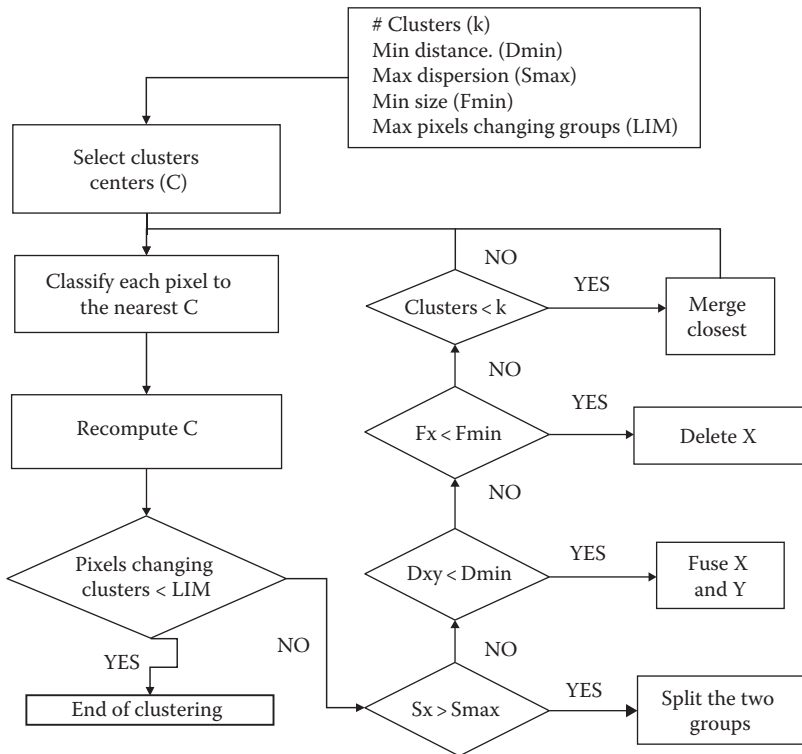 # Clusters (k)
Min distance. (Dmin)
Max dispersion (Smax)
Min size (Fmin)
Max pixels changing groups (LIM)
Select clusters
centers (C)
Classify each pixel to
the nearest C
Recompute C
Pixels changing
clusters < LIM
YES
NO
End of clustering
NO
Clusters < k
YES
Merge
closest
NO
Fx < Fmin
YES
Delete X
NO
Dxy < Dmin
YES
Fuse X
and Y
NO
Sx > Smax
YES
Split the two
groups